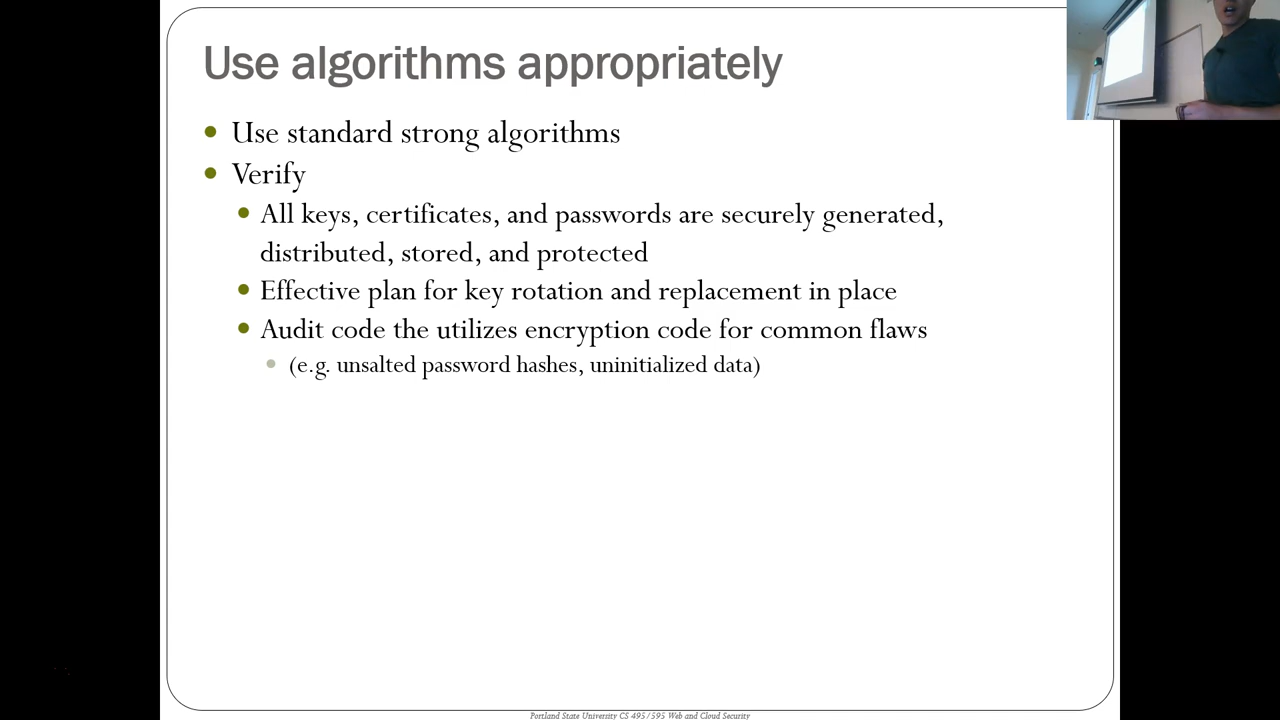 Use algorithms appropriately
Use standard strong algorithms
Verify
All keys, certificates, and passwords are securely generated,
distributed, stored, and protected
Effective plan for key rotation and replacement in place
Audit code the utilizes encryption code for common flaws
(e.g. unsalted password hashes, uninitialized data)
Portland State University CS 495/595 Web and Cloud Security